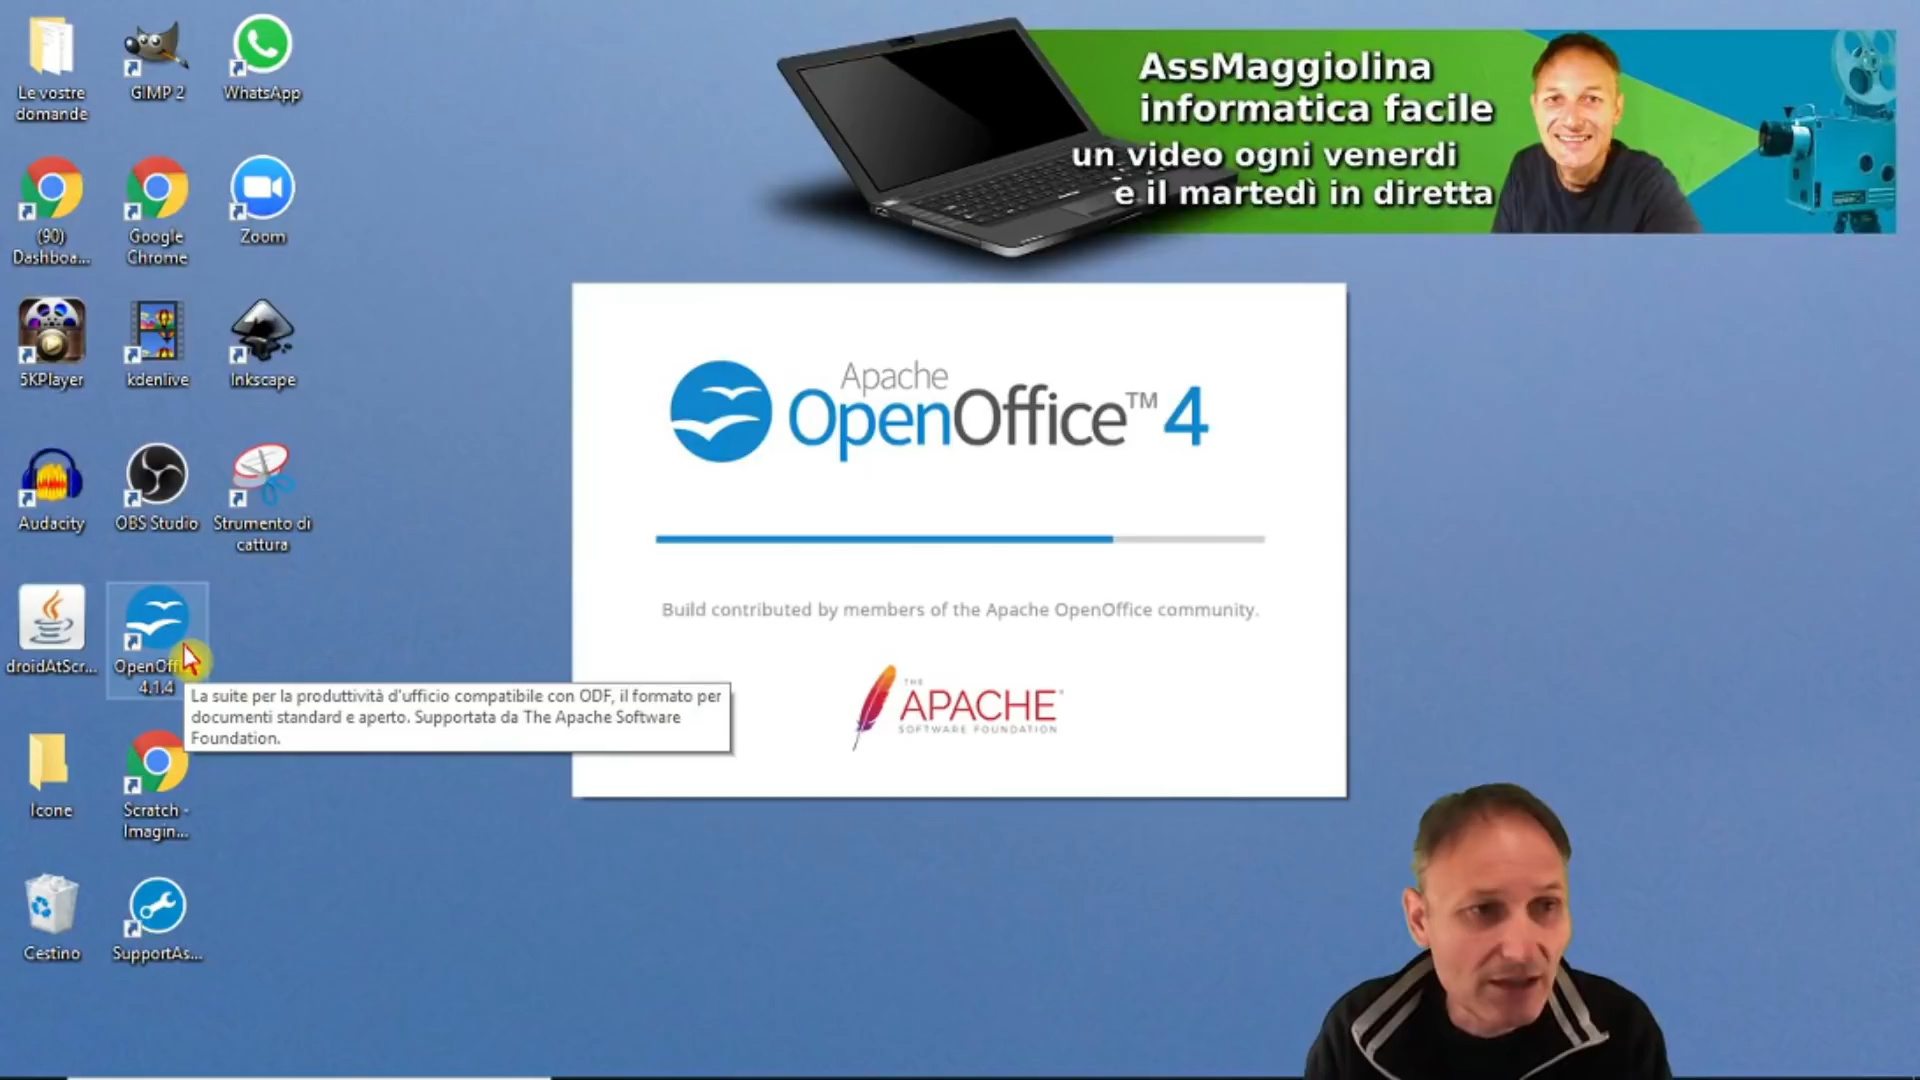 Le vostre
domande
GIMP 2
WhatsApp
(90)
Dashboa...
Google
Chrome
Zoom
5KPlayer
kdenlive
Inkscape
Audacity
OBS Studio
Strumento di
cattura
droidAtScr...
4.1.4
La suite per la produttività d'ufficio compatibile con ODF, il formato per
documenti standard e aperto. Supportata da The Apache Software
Foundation.
Icone
Scratch -
Imagin...
Cestino
SupportAs...
AssMaggiolina
informatica facile
un video ogni venerdi
e il martedì in diretta
Apache
OpenOffice™ 4
Build contributed by members of the Apache OpenOffice community.
THE
APACHE®
SOFTWARE FOUNDATION